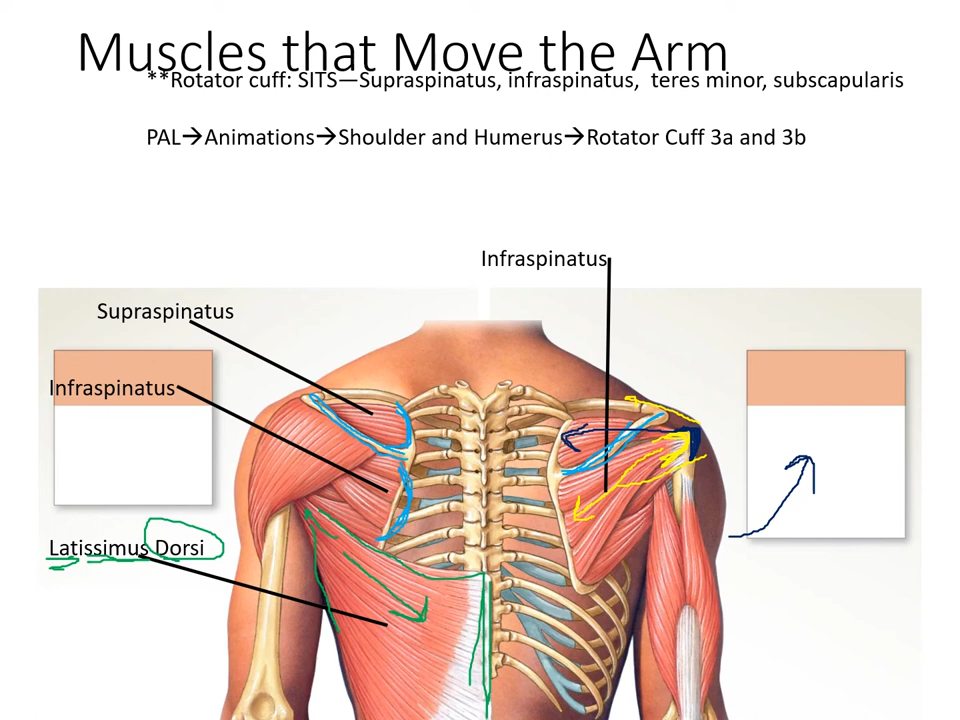 Muscles that Move the Arm
**Rotator cuff: SITS—Supraspinatus, infraspinatus, teres minor, subscapularis
PAL→Animations→Shoulder and Humerus→Rotator Cuff 3a and 3b
Infraspinatus
Supraspinatus
Infraspinatus
Latissimus Dorsi